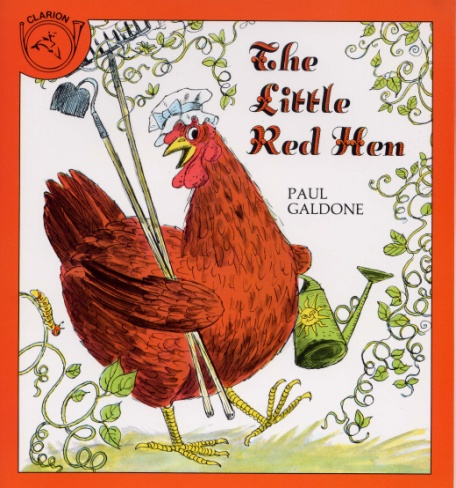 CLARION
The
Little
Red Hen
PAUL
GALDONE